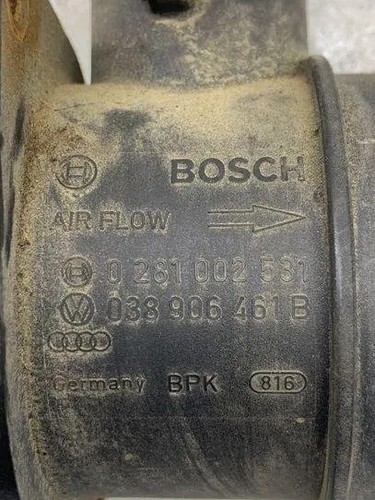 BOSCH
AIR FLOW
0 281 002 531
038 906 461 B
Germany BPK 816